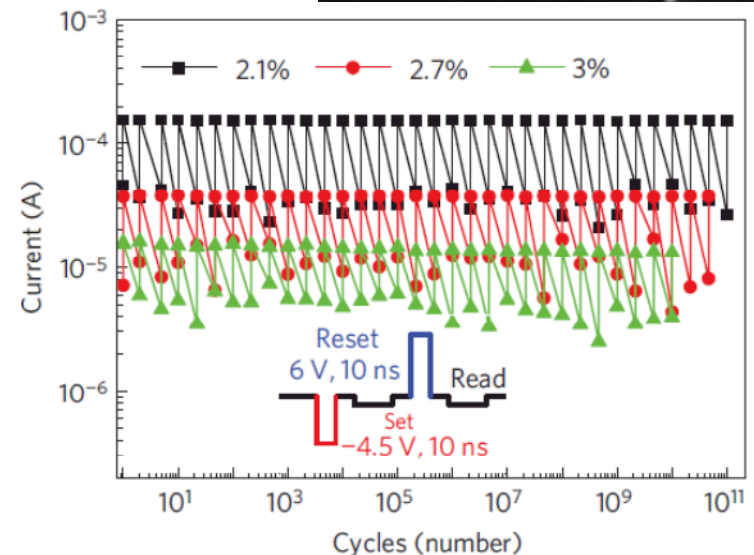 10⁻³
2.1% 2.7% 3%
10⁻⁴
Current (A)
10⁻⁵
Reset
6 V, 10 ns
Read
10⁻⁶
Set
−4.5 V, 10 ns
10¹ 10³ 10⁵ 10⁷ 10⁹ 10¹¹
Cycles (number)